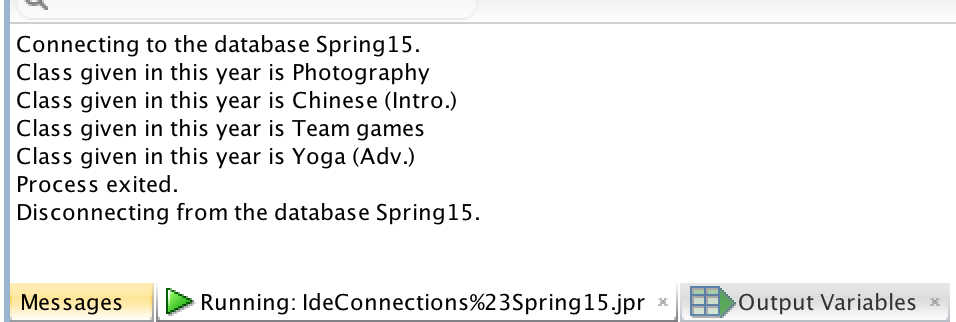 Connecting to the database Spring15.
Class given in this year is Photography
Class given in this year is Chinese (Intro.)
Class given in this year is Team games
Class given in this year is Yoga (Adv.)
Process exited.
Disconnecting from the database Spring15.
Messages Running: IdeConnections%23Spring15.jpr Output Variables